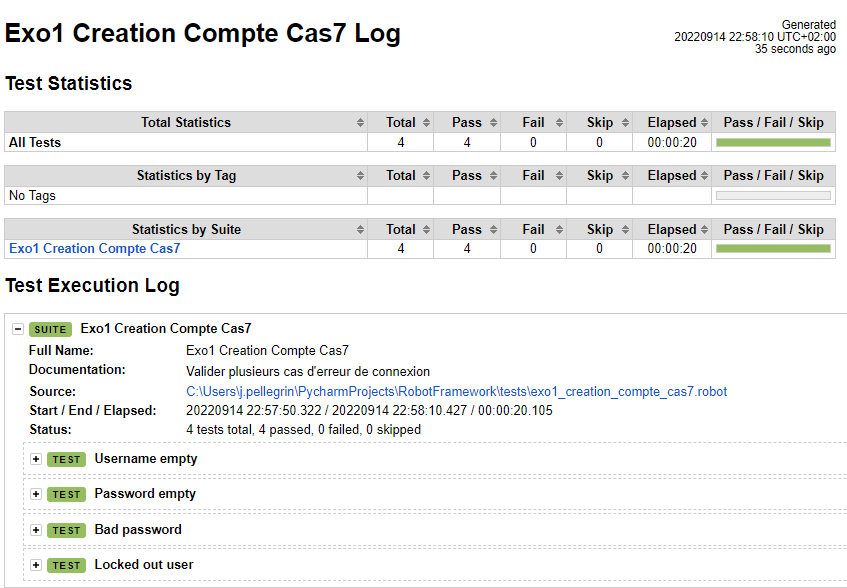 Exo1 Creation Compte Cas7 Log
Generated
20220914 22:58:10 UTC+02:00
35 seconds ago
Test Statistics
Total Statistics Total Pass Fail Skip Elapsed Pass / Fail / Skip
All Tests 4 4 0 0 00:00:20
Statistics by Tag Total Pass Fail Skip Elapsed Pass / Fail / Skip
No Tags
Statistics by Suite Total Pass Fail Skip Elapsed Pass / Fail / Skip
Exo1 Creation Compte Cas7 4 4 0 0 00:00:20
Test Execution Log
SUITE Exo1 Creation Compte Cas7
Full Name: Exo1 Creation Compte Cas7
Documentation: Valider plusieurs cas d'erreur de connexion
Source: C:\Users\j.pellegrin\PycharmProjects\RobotFramework\tests\exo1_creation_compte_cas7.robot
Start / End / Elapsed: 20220914 22:57:50.322 / 20220914 22:58:10.427 / 00:00:20.105
Status: 4 tests total, 4 passed, 0 failed, 0 skipped
TEST Username empty
TEST Password empty
TEST Bad password
TEST Locked out user